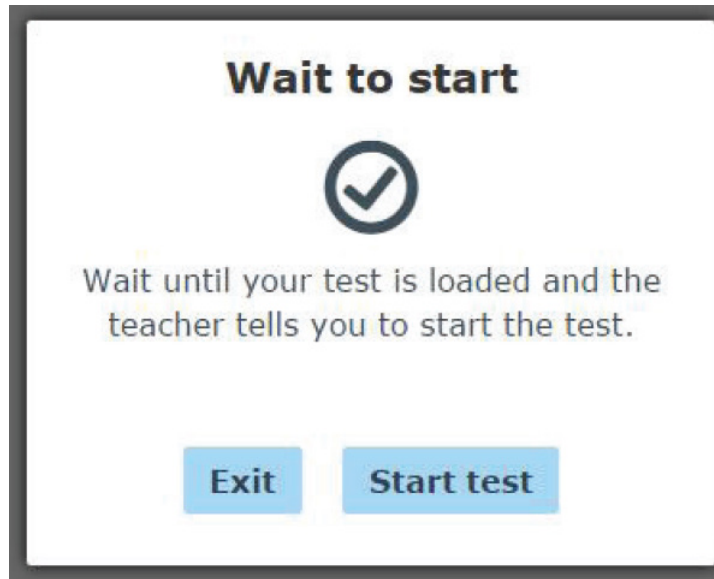 Wait to start
Wait until your test is loaded and the
teacher tells you to start the test.
Exit
Start test